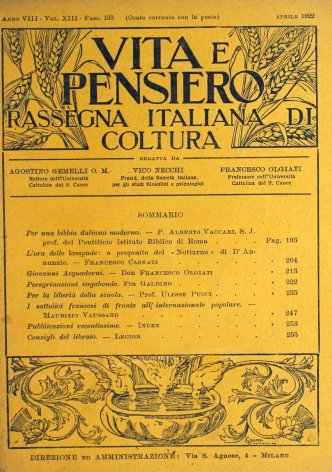 ANNO VIII - VOL. XIII - FASC. 105 (Conto corrente con la posta) APRILE 1922
VITA E
PENSIERO
RASSEGNA ITALIANA DI
COLTURA
REDATTA DA
AGOSTINO GEMELLI O. M. VICO NECCHI FRANCESCO OLGIATI
Rettore dell'Università Presid. della Società italiana, Professore nell'Università
Cattolica del S. Cuore per gli studi filosofici e psicologici Cattolica del S. Cuore
SOMMARIO
Per una bibbia italiana moderna. — P. ALBERTO VACCARI, S. J.
prof. del Pontificio Istituto Biblico di Roma . Pag. 193
L'ora delle lampade: a proposito del « Notturno » di D'An-
nunzio. — FRANCESCO CASNATI . . 204
Giovanni Acquaderni. — DON FRANCESCO OLGIATI . 213
Peregrinazioni vagabonde. FRA GALDINO . . 222
Per la libertà della scuola. — Prof. ULISSE PUCCI . . 235
I cattolici francesi di fronte all'internazionale popolare. —
MAURIZIO VAUSSARD . . 247
Pubblicazioni recentissime. — INDEX . . 253
Consigli del libraio. — LECTOR . . 255
DIREZIONE ED AMMINISTRAZIONE: Via S. Agnese, 4 - MILANO.